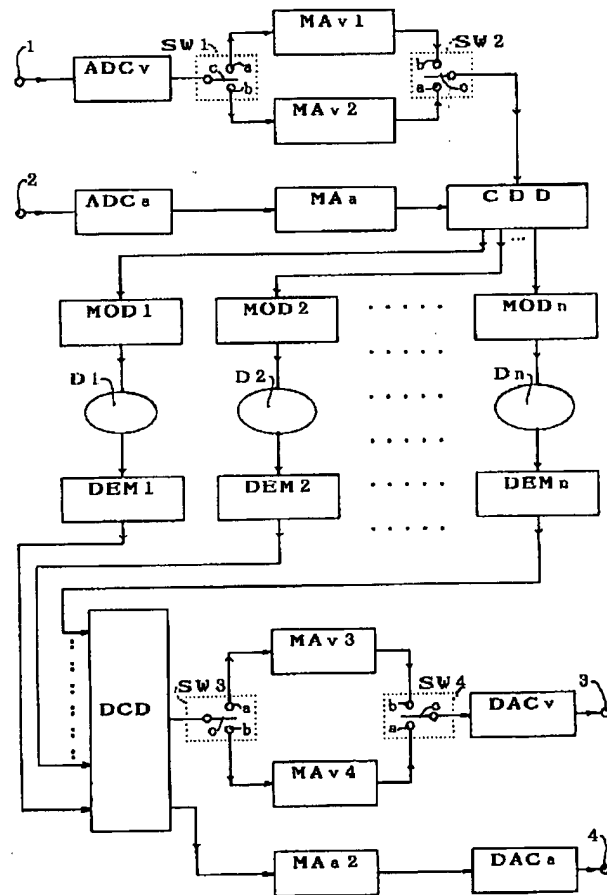 1
ADCv
SW1
a
c
b
MAv1
MAv2
SW2
b
a
c
2
ADCa
MAa
CDD
MOD1
MOD2
MODn
D1
D2
Dn
DEM1
DEM2
DEMn
DCD
SW3
a
c
b
MAv3
MAv4
SW4
b
c
a
DACv
3
MAa2
DACa
4